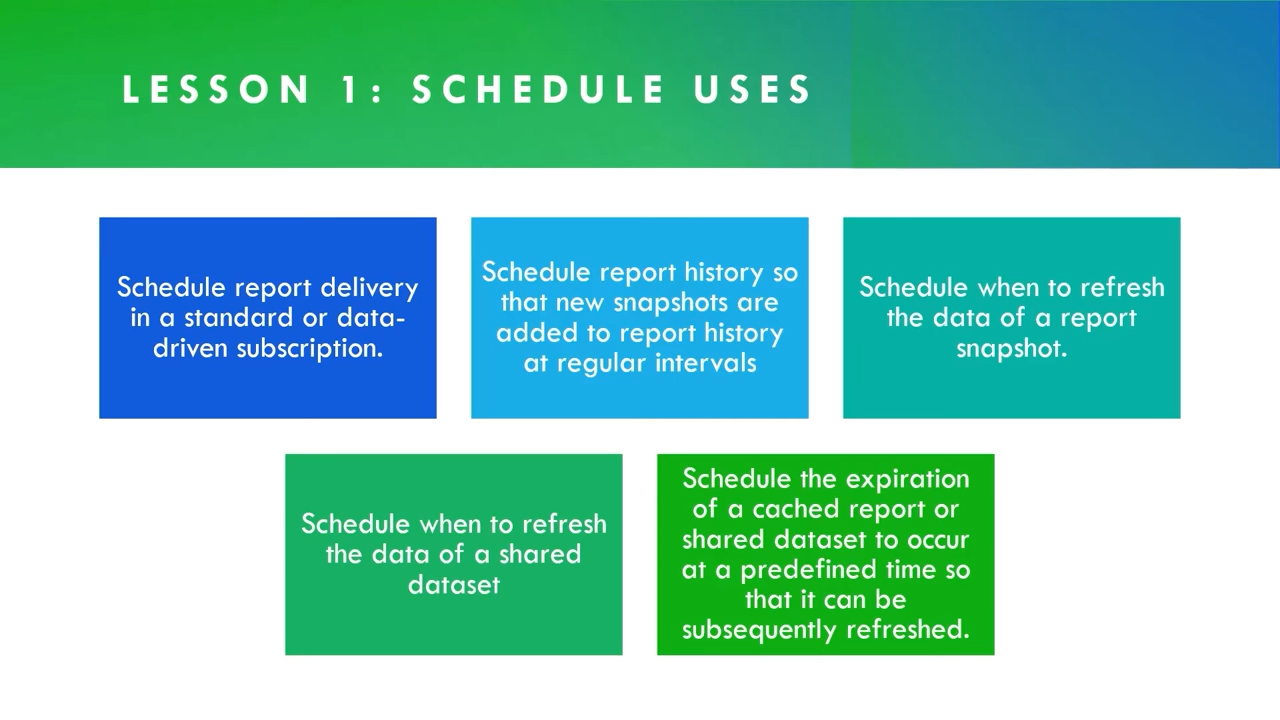 LESSON 1: SCHEDULE USES
Schedule report delivery
in a standard or data-
driven subscription.
Schedule report history so
that new snapshots are
added to report history
at regular intervals
Schedule when to refresh
the data of a report
snapshot.
Schedule when to refresh
the data of a shared
dataset
Schedule the expiration
of a cached report or
shared dataset to occur
at a predefined time so
that it can be
subsequently refreshed.